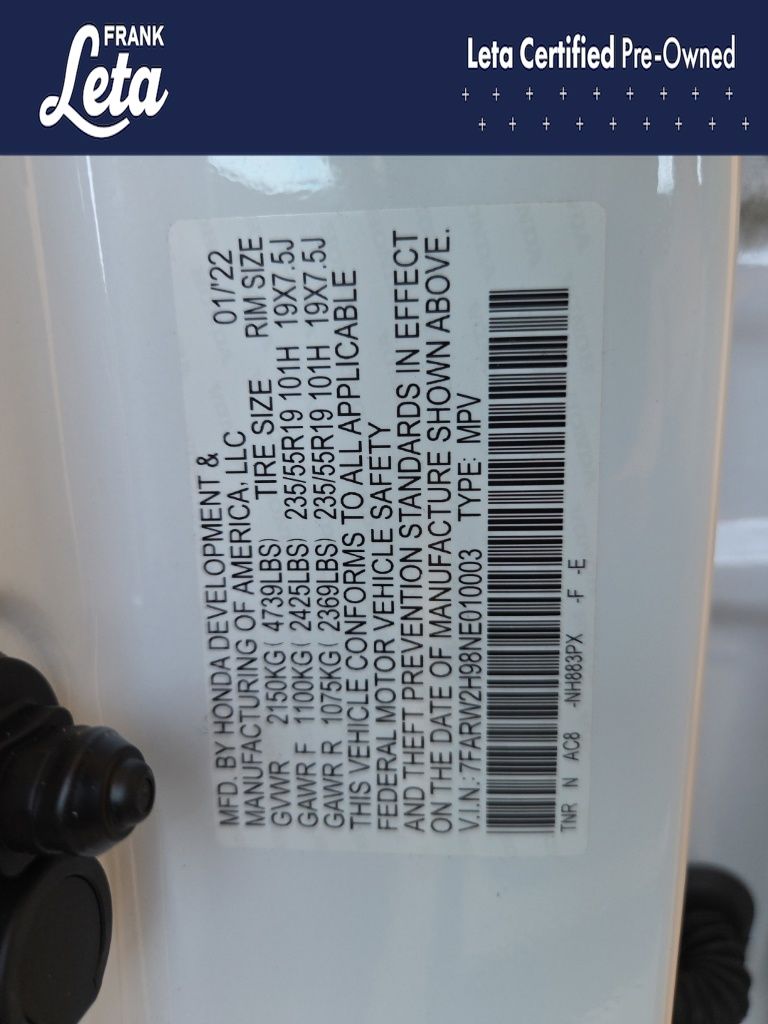 FRANK
Leta
Leta Certified Pre-Owned
MFD. BY HONDA DEVELOPMENT &
MANUFACTURING OF AMERICA, LLC 01/'22
GVWR 2150KG( 4739LBS) TIRE SIZE RIM SIZE
GAWR F 1100KG( 2425LBS) 235/55R19 101H 19X7.5J
GAWR R 1075KG( 2369LBS) 235/55R19 101H 19X7.5J
THIS VEHICLE CONFORMS TO ALL APPLICABLE
FEDERAL MOTOR VEHICLE SAFETY
AND THEFT PREVENTION STANDARDS IN EFFECT
ON THE DATE OF MANUFACTURE SHOWN ABOVE.
V.I.N.: 7FARW2H98NE010003 TYPE: MPV
TNR N AC8 -NH883PX -F -E